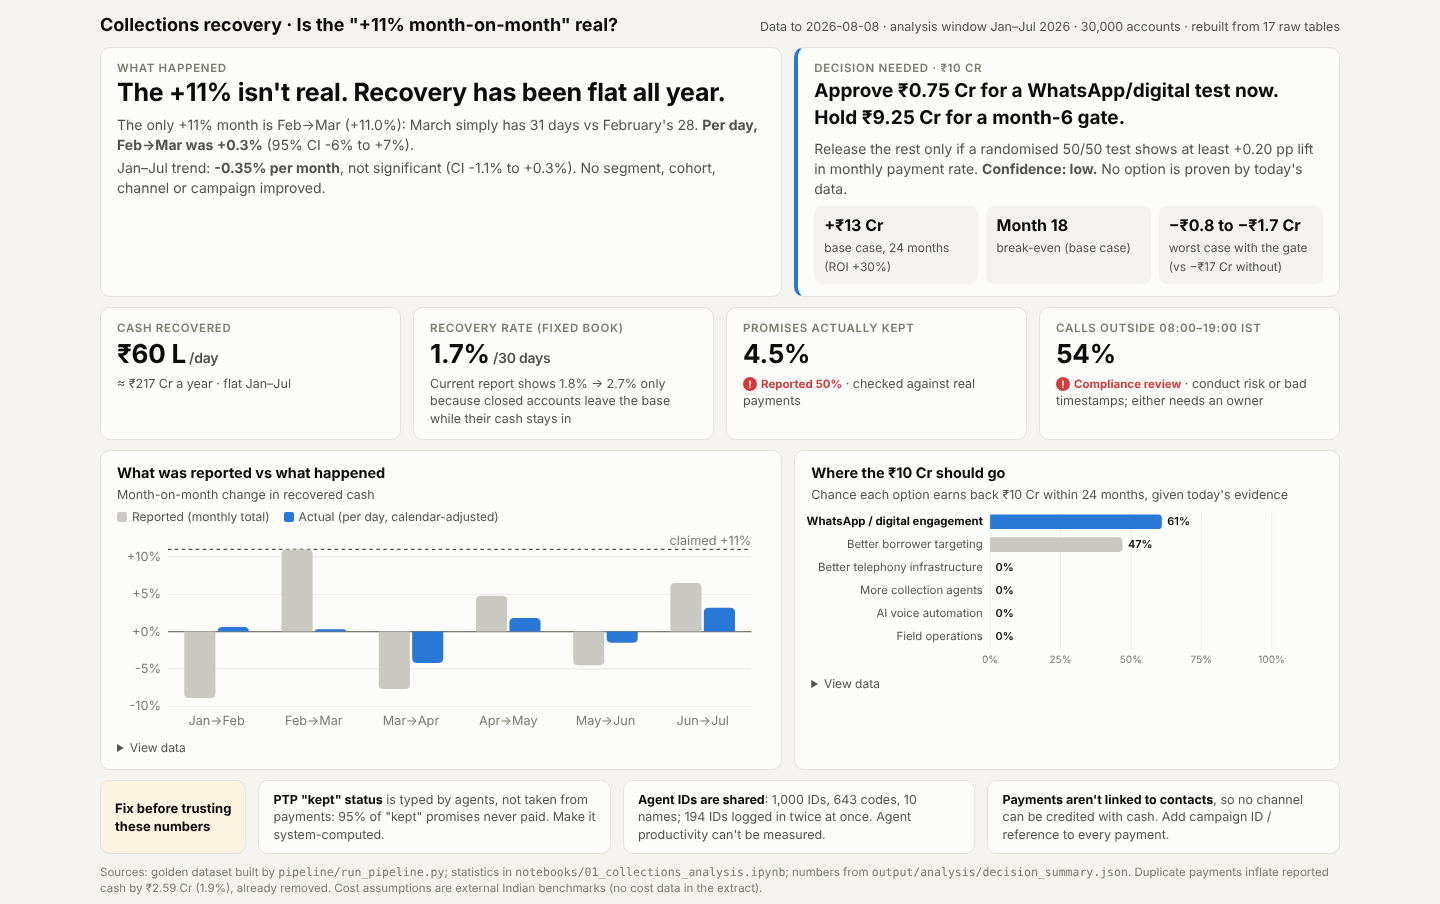 Collections recovery · Is the "+11% month-on-month" real?
Data to 2026-08-08 · analysis window Jan–Jul 2026 · 30,000 accounts · rebuilt from 17 raw tables
WHAT HAPPENED
The +11% isn't real. Recovery has been flat all year.
The only +11% month is Feb→Mar (+11.0%): March simply has 31 days vs February's 28. Per day,
Feb→Mar was +0.3% (95% CI -6% to +7%).
Jan–Jul trend: -0.35% per month, not significant (CI -1.1% to +0.3%). No segment, cohort,
channel or campaign improved.
DECISION NEEDED · ₹10 CR
Approve ₹0.75 Cr for a WhatsApp/digital test now.
Hold ₹9.25 Cr for a month-6 gate.
Release the rest only if a randomised 50/50 test shows at least +0.20 pp lift
in monthly payment rate. Confidence: low. No option is proven by today's
data.
+₹13 Cr
base case, 24 months
(ROI +30%)
Month 18
break-even (base case)
−₹0.8 to −₹1.7 Cr
worst case with the gate
(vs −₹17 Cr without)
CASH RECOVERED
₹60 L /day
≈ ₹217 Cr a year · flat Jan–Jul
RECOVERY RATE (FIXED BOOK)
1.7% /30 days
Current report shows 1.8% → 2.7% only
because closed accounts leave the base
while their cash stays in
PROMISES ACTUALLY KEPT
4.5%
! Reported 50% · checked against real
payments
CALLS OUTSIDE 08:00–19:00 IST
54%
! Compliance review · conduct risk or bad
timestamps; either needs an owner
What was reported vs what happened
Month-on-month change in recovered cash
Reported (monthly total)
Actual (per day, calendar-adjusted)
claimed +11%
+10%
+5%
+0%
-5%
-10%
Jan→Feb
Feb→Mar
Mar→Apr
Apr→May
May→Jun
Jun→Jul
▶ View data
Where the ₹10 Cr should go
Chance each option earns back ₹10 Cr within 24 months, given today's evidence
WhatsApp / digital engagement 61%
Better borrower targeting 47%
Better telephony infrastructure 0%
More collection agents 0%
AI voice automation 0%
Field operations 0%
0% 25% 50% 75% 100%
▶ View data
Fix before trusting
these numbers
PTP "kept" status is typed by agents, not taken from
payments: 95% of "kept" promises never paid. Make it
system-computed.
Agent IDs are shared: 1,000 IDs, 643 codes, 10
names; 194 IDs logged in twice at once. Agent
productivity can't be measured.
Payments aren't linked to contacts, so no channel
can be credited with cash. Add campaign ID /
reference to every payment.
Sources: golden dataset built by pipeline/run_pipeline.py; statistics in notebooks/01_collections_analysis.ipynb; numbers from output/analysis/decision_summary.json. Duplicate payments inflate reported
cash by ₹2.59 Cr (1.9%), already removed. Cost assumptions are external Indian benchmarks (no cost data in the extract).